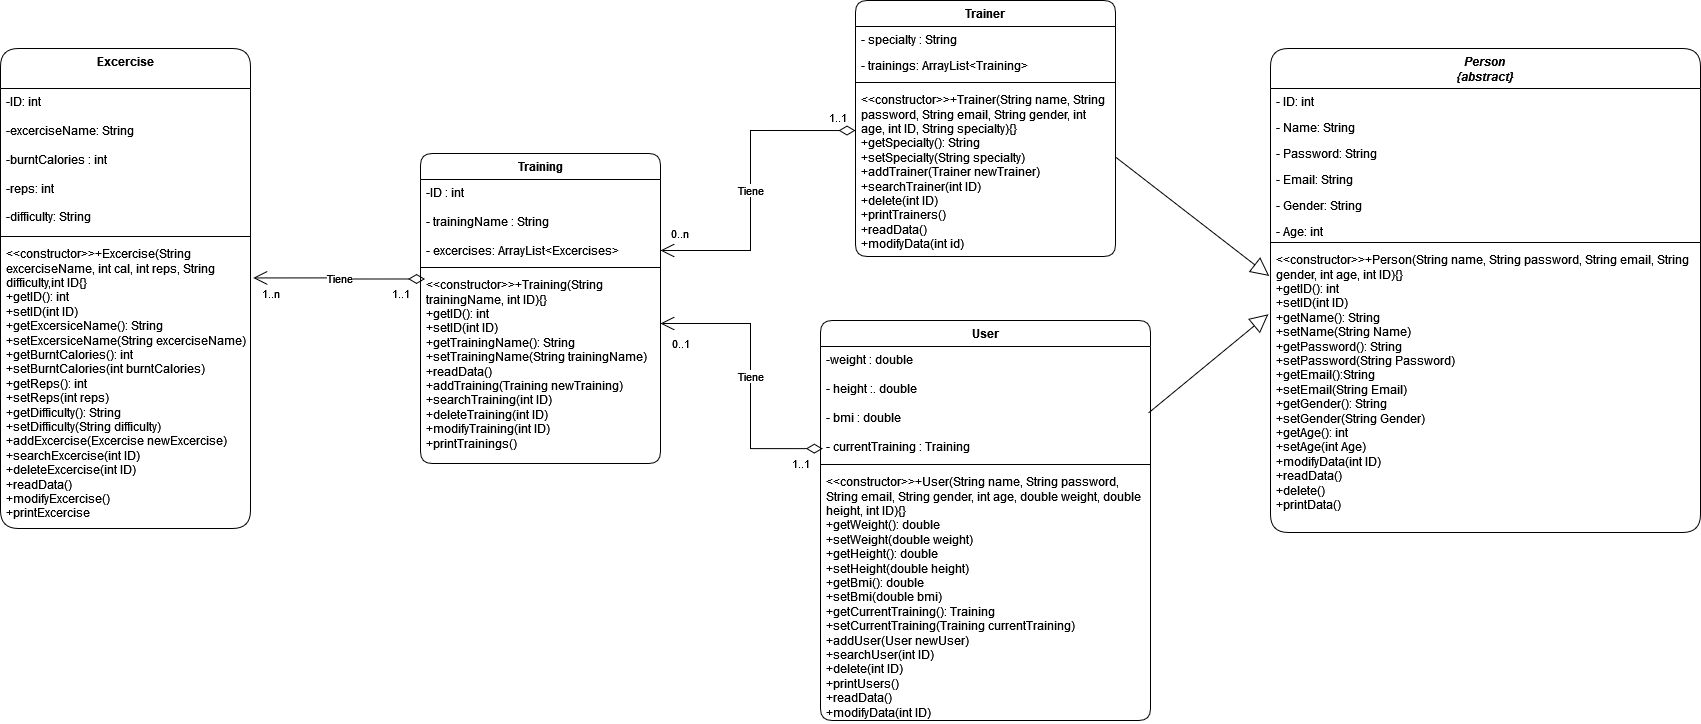 Excercise
-ID: int
-excerciseName: String
-burntCalories : int
-reps: int
-difficulty: String
<<constructor>>+Excercise(String
excerciseName, int cal, int reps, String
difficulty,int ID{}
+getID(): int
+setID(int ID)
+getExcersiceName(): String
+setExcersiceName(String excerciseName)
+getBurntCalories(): int
+setBurntCalories(int burntCalories)
+getReps(): int
+setReps(int reps)
+getDifficulty(): String
+setDifficulty(String difficulty)
+addExcercise(Excercise newExcercise)
+searchExcercise(int ID)
+deleteExcercise(int ID)
+readData()
+modifyExcercise()
+printExcercise
Tiene
1..n
1..1
Training
-ID : int
- trainingName : String
- excercises: ArrayList<Excercises>
<<constructor>>+Training(String
trainingName, int ID){}
+getID(): int
+setID(int ID)
+getTrainingName(): String
+setTrainingName(String trainingName)
+readData()
+addTraining(Training newTraining)
+searchTraining(int ID)
+deleteTraining(int ID)
+modifyTraining(int ID)
+printTrainings()
1..1
Tiene
0..n
0..1
Tiene
1..1
Trainer
- specialty : String
- trainings: ArrayList<Training>
<<constructor>>+Trainer(String name, String
password, String email, String gender, int
age, int ID, String specialty){}
+getSpecialty(): String
+setSpecialty(String specialty)
+addTrainer(Trainer newTrainer)
+searchTrainer(int ID)
+delete(int ID)
+printTrainers()
+readData()
+modifyData(int id)
User
-weight : double
- height :. double
- bmi : double
- currentTraining : Training
<<constructor>>+User(String name, String password,
String email, String gender, int age, double weight, double
height, int ID){}
+getWeight(): double
+setWeight(double weight)
+getHeight(): double
+setHeight(double height)
+getBmi(): double
+setBmi(double bmi)
+getCurrentTraining(): Training
+setCurrentTraining(Training currentTraining)
+addUser(User newUser)
+searchUser(int ID)
+delete(int ID)
+printUsers()
+readData()
+modifyData(int ID)
Person
{abstract}
- ID: int
- Name: String
- Password: String
- Email: String
- Gender: String
- Age: int
<<constructor>>+Person(String name, String password, String email, String
gender, int age, int ID){}
+getID(): int
+setID(int ID)
+getName(): String
+setName(String Name)
+getPassword(): String
+setPassword(String Password)
+getEmail():String
+setEmail(String Email)
+getGender(): String
+setGender(String Gender)
+getAge(): int
+setAge(int Age)
+modifyData(int ID)
+readData()
+delete()
+printData()